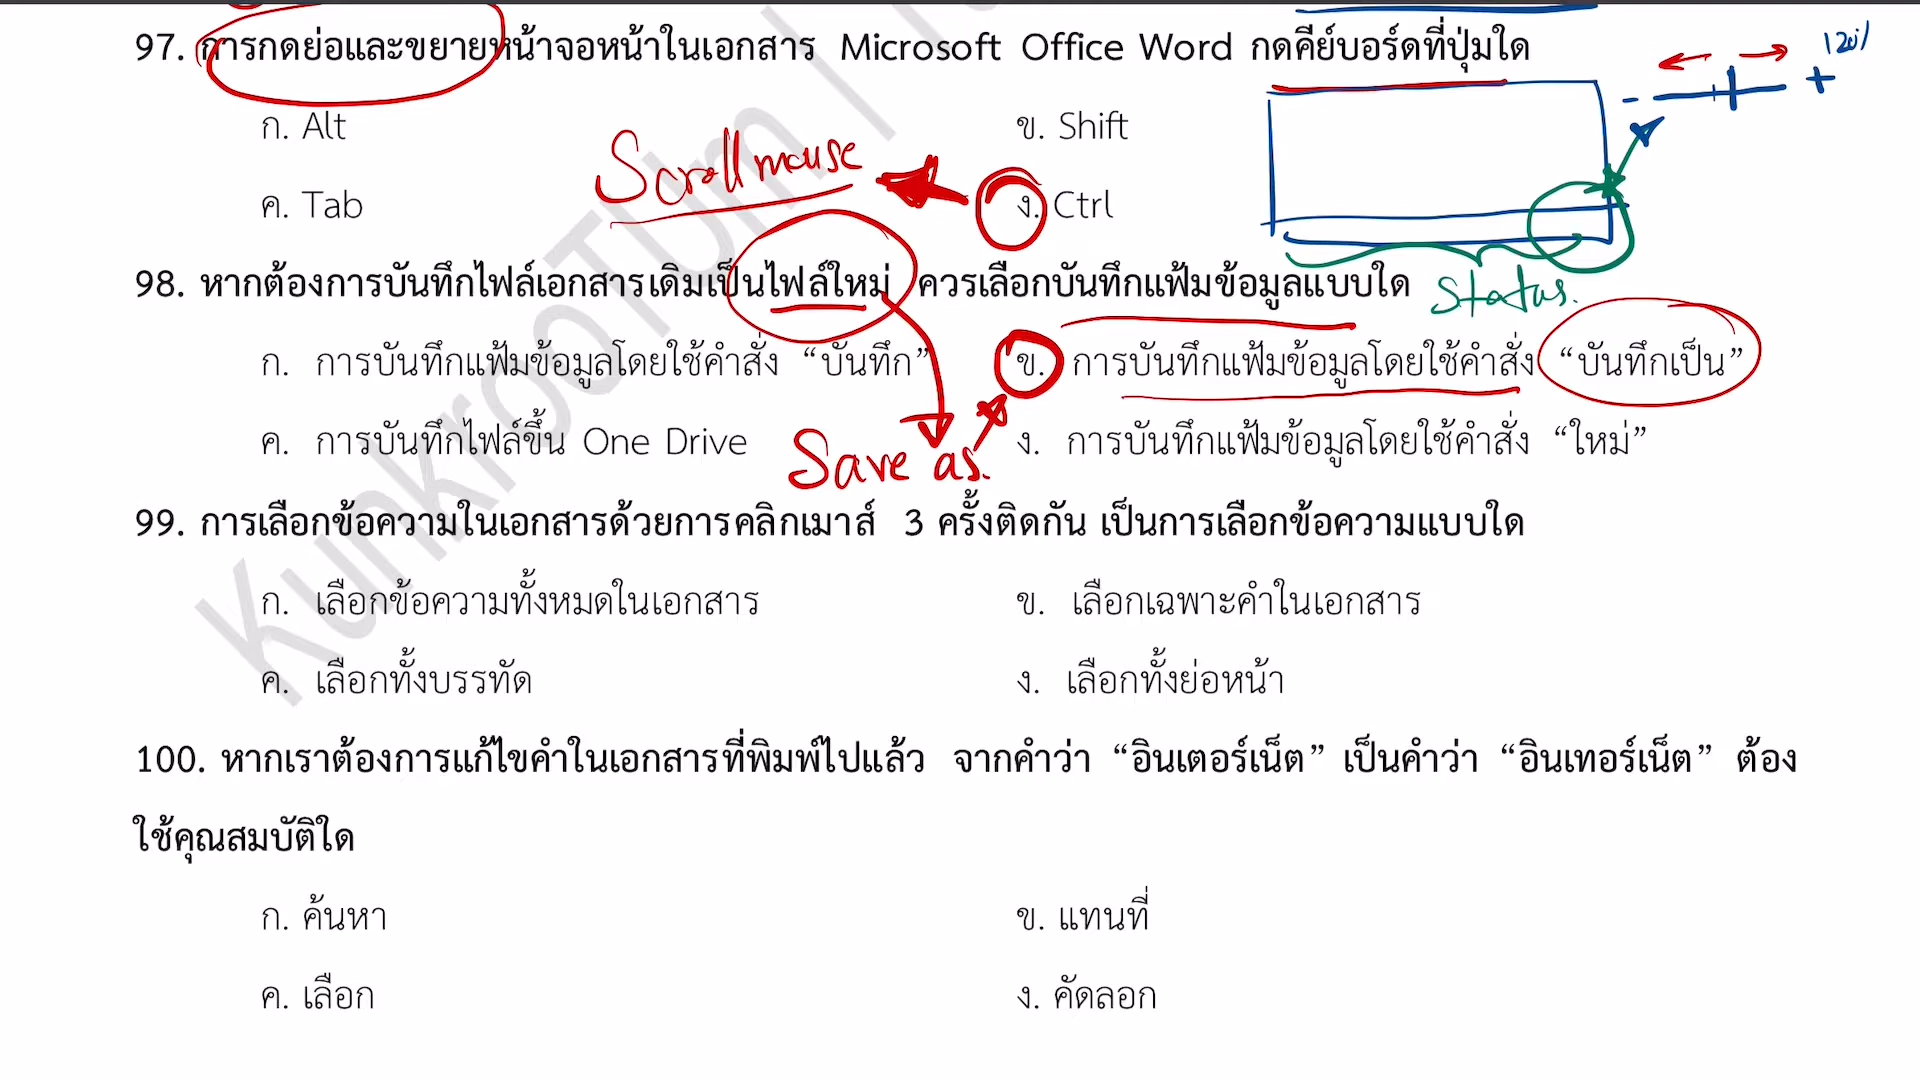 97. การกดย่อและขยายหน้าจอหน้าในเอกสาร Microsoft Office Word กดคีย์บอร์ดที่ปุ่มใด
- + 120%
ก. Alt
ข. Shift
Scroll mouse
ค. Tab
ง. Ctrl
98. หากต้องการบันทึกไฟล์เอกสารเดิมเป็นไฟล์ใหม่ ควรเลือกบันทึกแฟ้มข้อมูลแบบใด
Status.
ก. การบันทึกแฟ้มข้อมูลโดยใช้คำสั่ง “บันทึก”
ข. การบันทึกแฟ้มข้อมูลโดยใช้คำสั่ง “บันทึกเป็น”
ค. การบันทึกไฟล์ขึ้น One Drive
Save as.
ง. การบันทึกแฟ้มข้อมูลโดยใช้คำสั่ง “ใหม่”
99. การเลือกข้อความในเอกสารด้วยการคลิกเมาส์ 3 ครั้งติดกัน เป็นการเลือกข้อความแบบใด
ก. เลือกข้อความทั้งหมดในเอกสาร
ข. เลือกเฉพาะคำในเอกสาร
ค. เลือกทั้งบรรทัด
ง. เลือกทั้งย่อหน้า
100. หากเราต้องการแก้ไขคำในเอกสารที่พิมพ์ไปแล้ว จากคำว่า “อินเตอร์เน็ต” เป็นคำว่า “อินเทอร์เน็ต” ต้อง
ใช้คุณสมบัติใด
ก. ค้นหา
ข. แทนที่
ค. เลือก
ง. คัดลอก
KunkrooTUm |